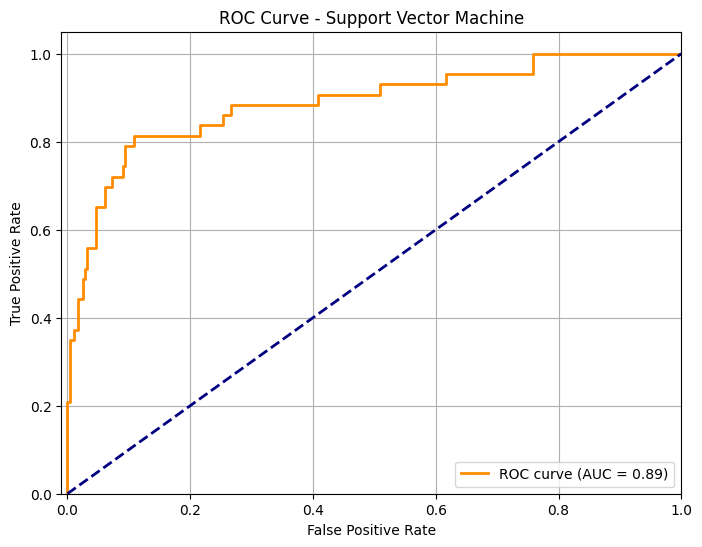 ROC Curve - Support Vector Machine
1.0
0.8
0.6
0.4
0.2
0.0
True Positive Rate
ROC curve (AUC = 0.89)
0.0 0.2 0.4 0.6 0.8 1.0
False Positive Rate